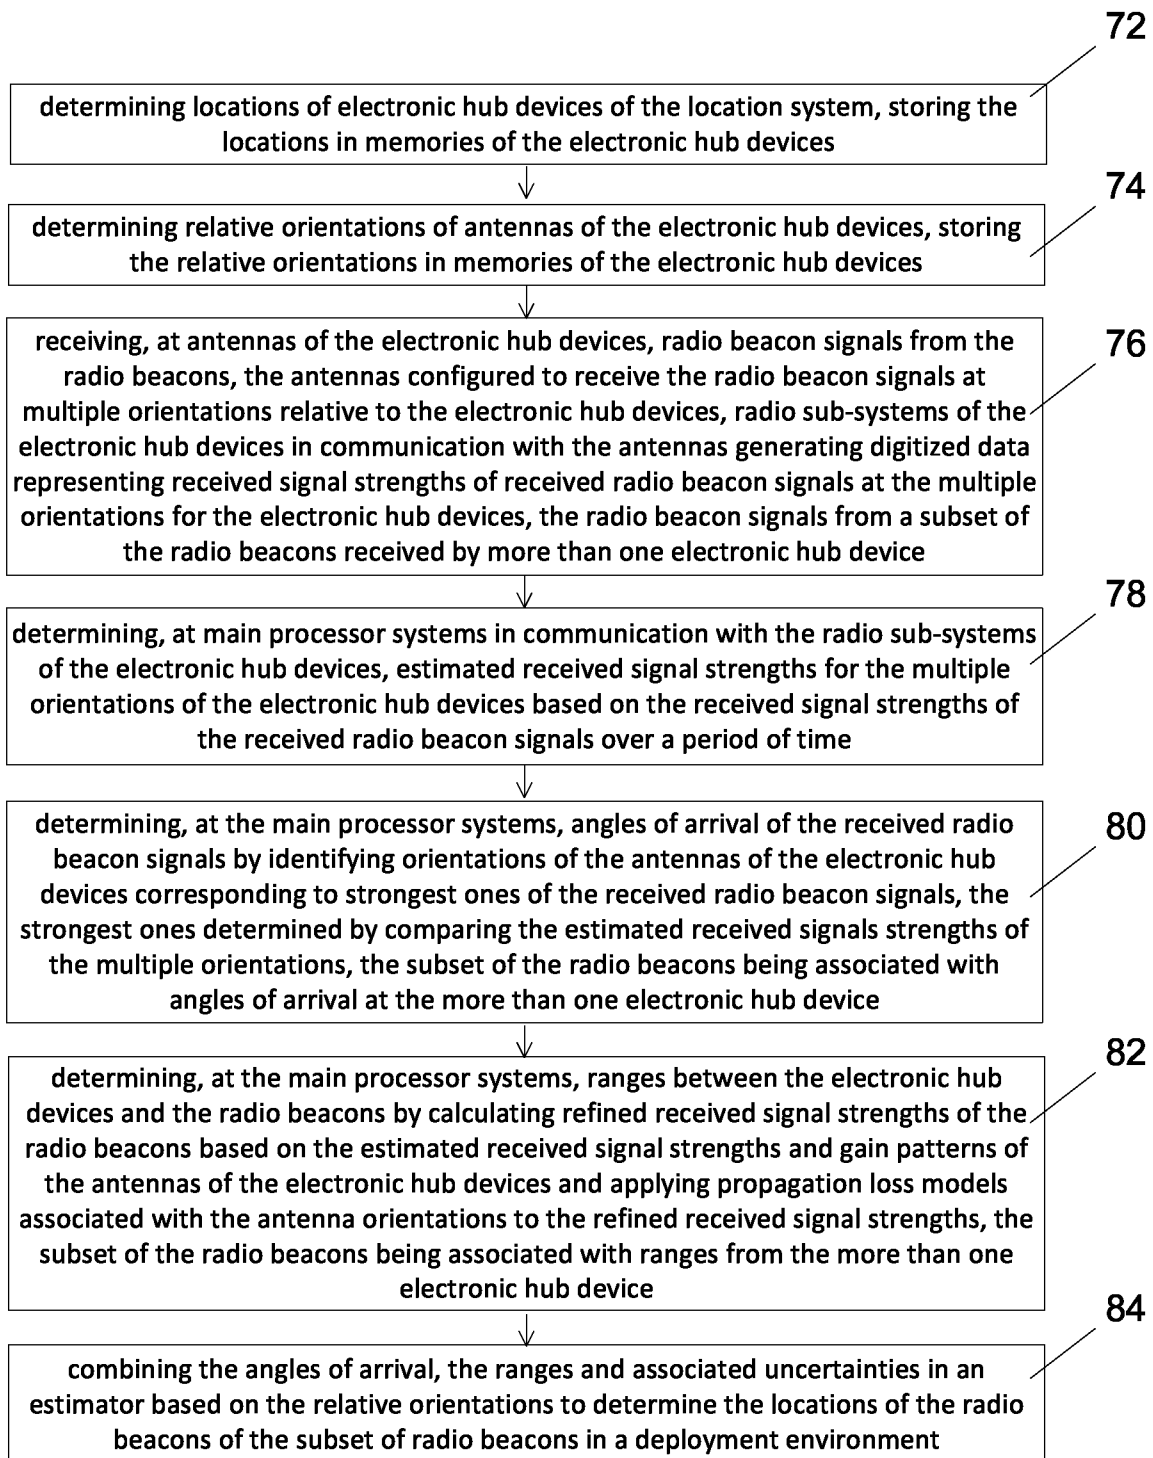 72
determining locations of electronic hub devices of the location system, storing the
locations in memories of the electronic hub devices
74
determining relative orientations of antennas of the electronic hub devices, storing
the relative orientations in memories of the electronic hub devices
76
receiving, at antennas of the electronic hub devices, radio beacon signals from the
radio beacons, the antennas configured to receive the radio beacon signals at
multiple orientations relative to the electronic hub devices, radio sub-systems of the
electronic hub devices in communication with the antennas generating digitized data
representing received signal strengths of received radio beacon signals at the multiple
orientations for the electronic hub devices, the radio beacon signals from a subset of
the radio beacons received by more than one electronic hub device
78
determining, at main processor systems in communication with the radio sub-systems
of the electronic hub devices, estimated received signal strengths for the multiple
orientations of the electronic hub devices based on the received signal strengths of
the received radio beacon signals over a period of time
80
determining, at the main processor systems, angles of arrival of the received radio
beacon signals by identifying orientations of the antennas of the electronic hub
devices corresponding to strongest ones of the received radio beacon signals, the
strongest ones determined by comparing the estimated received signals strengths of
the multiple orientations, the subset of the radio beacons being associated with
angles of arrival at the more than one electronic hub device
82
determining, at the main processor systems, ranges between the electronic hub
devices and the radio beacons by calculating refined received signal strengths of the
radio beacons based on the estimated received signal strengths and gain patterns of
the antennas of the electronic hub devices and applying propagation loss models
associated with the antenna orientations to the refined received signal strengths, the
subset of the radio beacons being associated with ranges from the more than one
electronic hub device
84
combining the angles of arrival, the ranges and associated uncertainties in an
estimator based on the relative orientations to determine the locations of the radio
beacons of the subset of radio beacons in a deployment environment